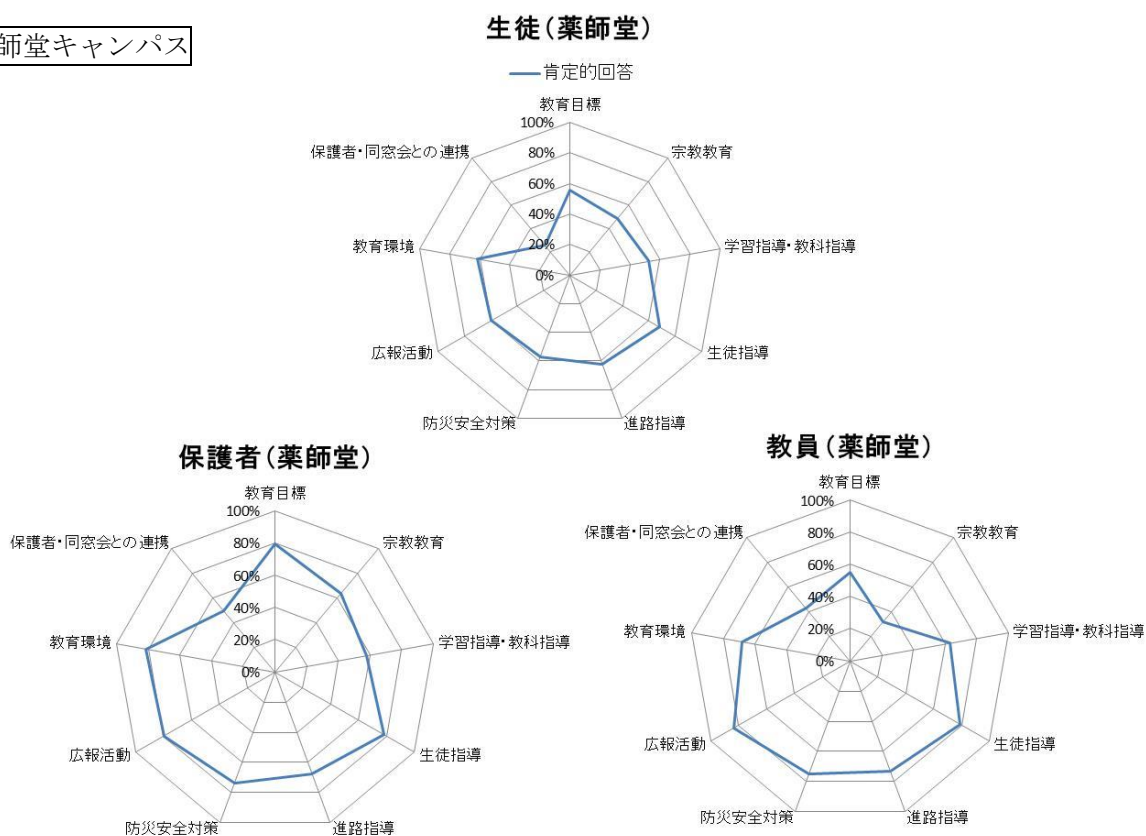 師堂キャンパス
生徒(薬師堂)
肯定的回答
教育目標
宗教教育
学習指導・教科指導
生徒指導
進路指導
防災安全対策
広報活動
教育環境
保護者・同窓会との連携
100%
80%
60%
40%
20%
0%
保護者(薬師堂)
教育目標
宗教教育
学習指導・教科指導
生徒指導
進路指導
防災安全対策
広報活動
教育環境
保護者・同窓会との連携
100%
80%
60%
40%
20%
0%
教員(薬師堂)
教育目標
宗教教育
学習指導・教科指導
生徒指導
進路指導
防災安全対策
広報活動
教育環境
保護者・同窓会との連携
100%
80%
60%
40%
20%
0%